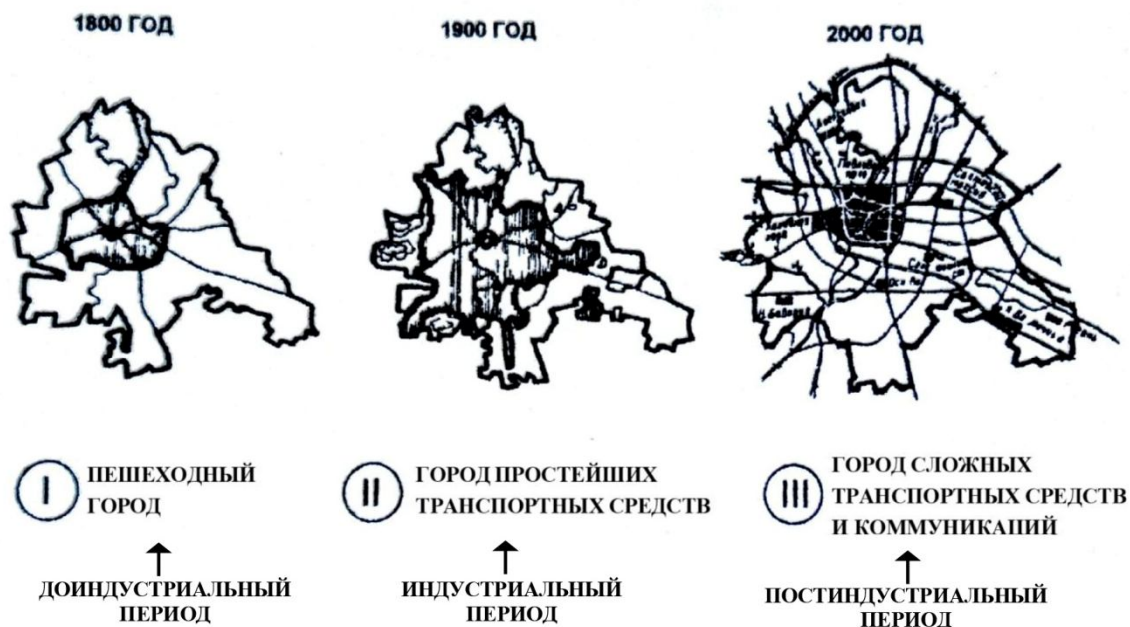 1800 ГОД
1900 ГОД
2000 ГОД
I
ПЕШЕХОДНЫЙ
ГОРОД
II
ГОРОД ПРОСТЕЙШИХ
ТРАНСПОРТНЫХ СРЕДСТВ
III
ГОРОД СЛОЖНЫХ
ТРАНСПОРТНЫХ СРЕДСТВ
И КОММУНИКАПИЙ
ДОИНДУСТРИАЛЬНЫЙ
ПЕРИОД
ИНДУСТРИАЛЬНЫЙ
ПЕРИОД
ПОСТИНДУСТРИАЛЬНЫЙ
ПЕРИОД